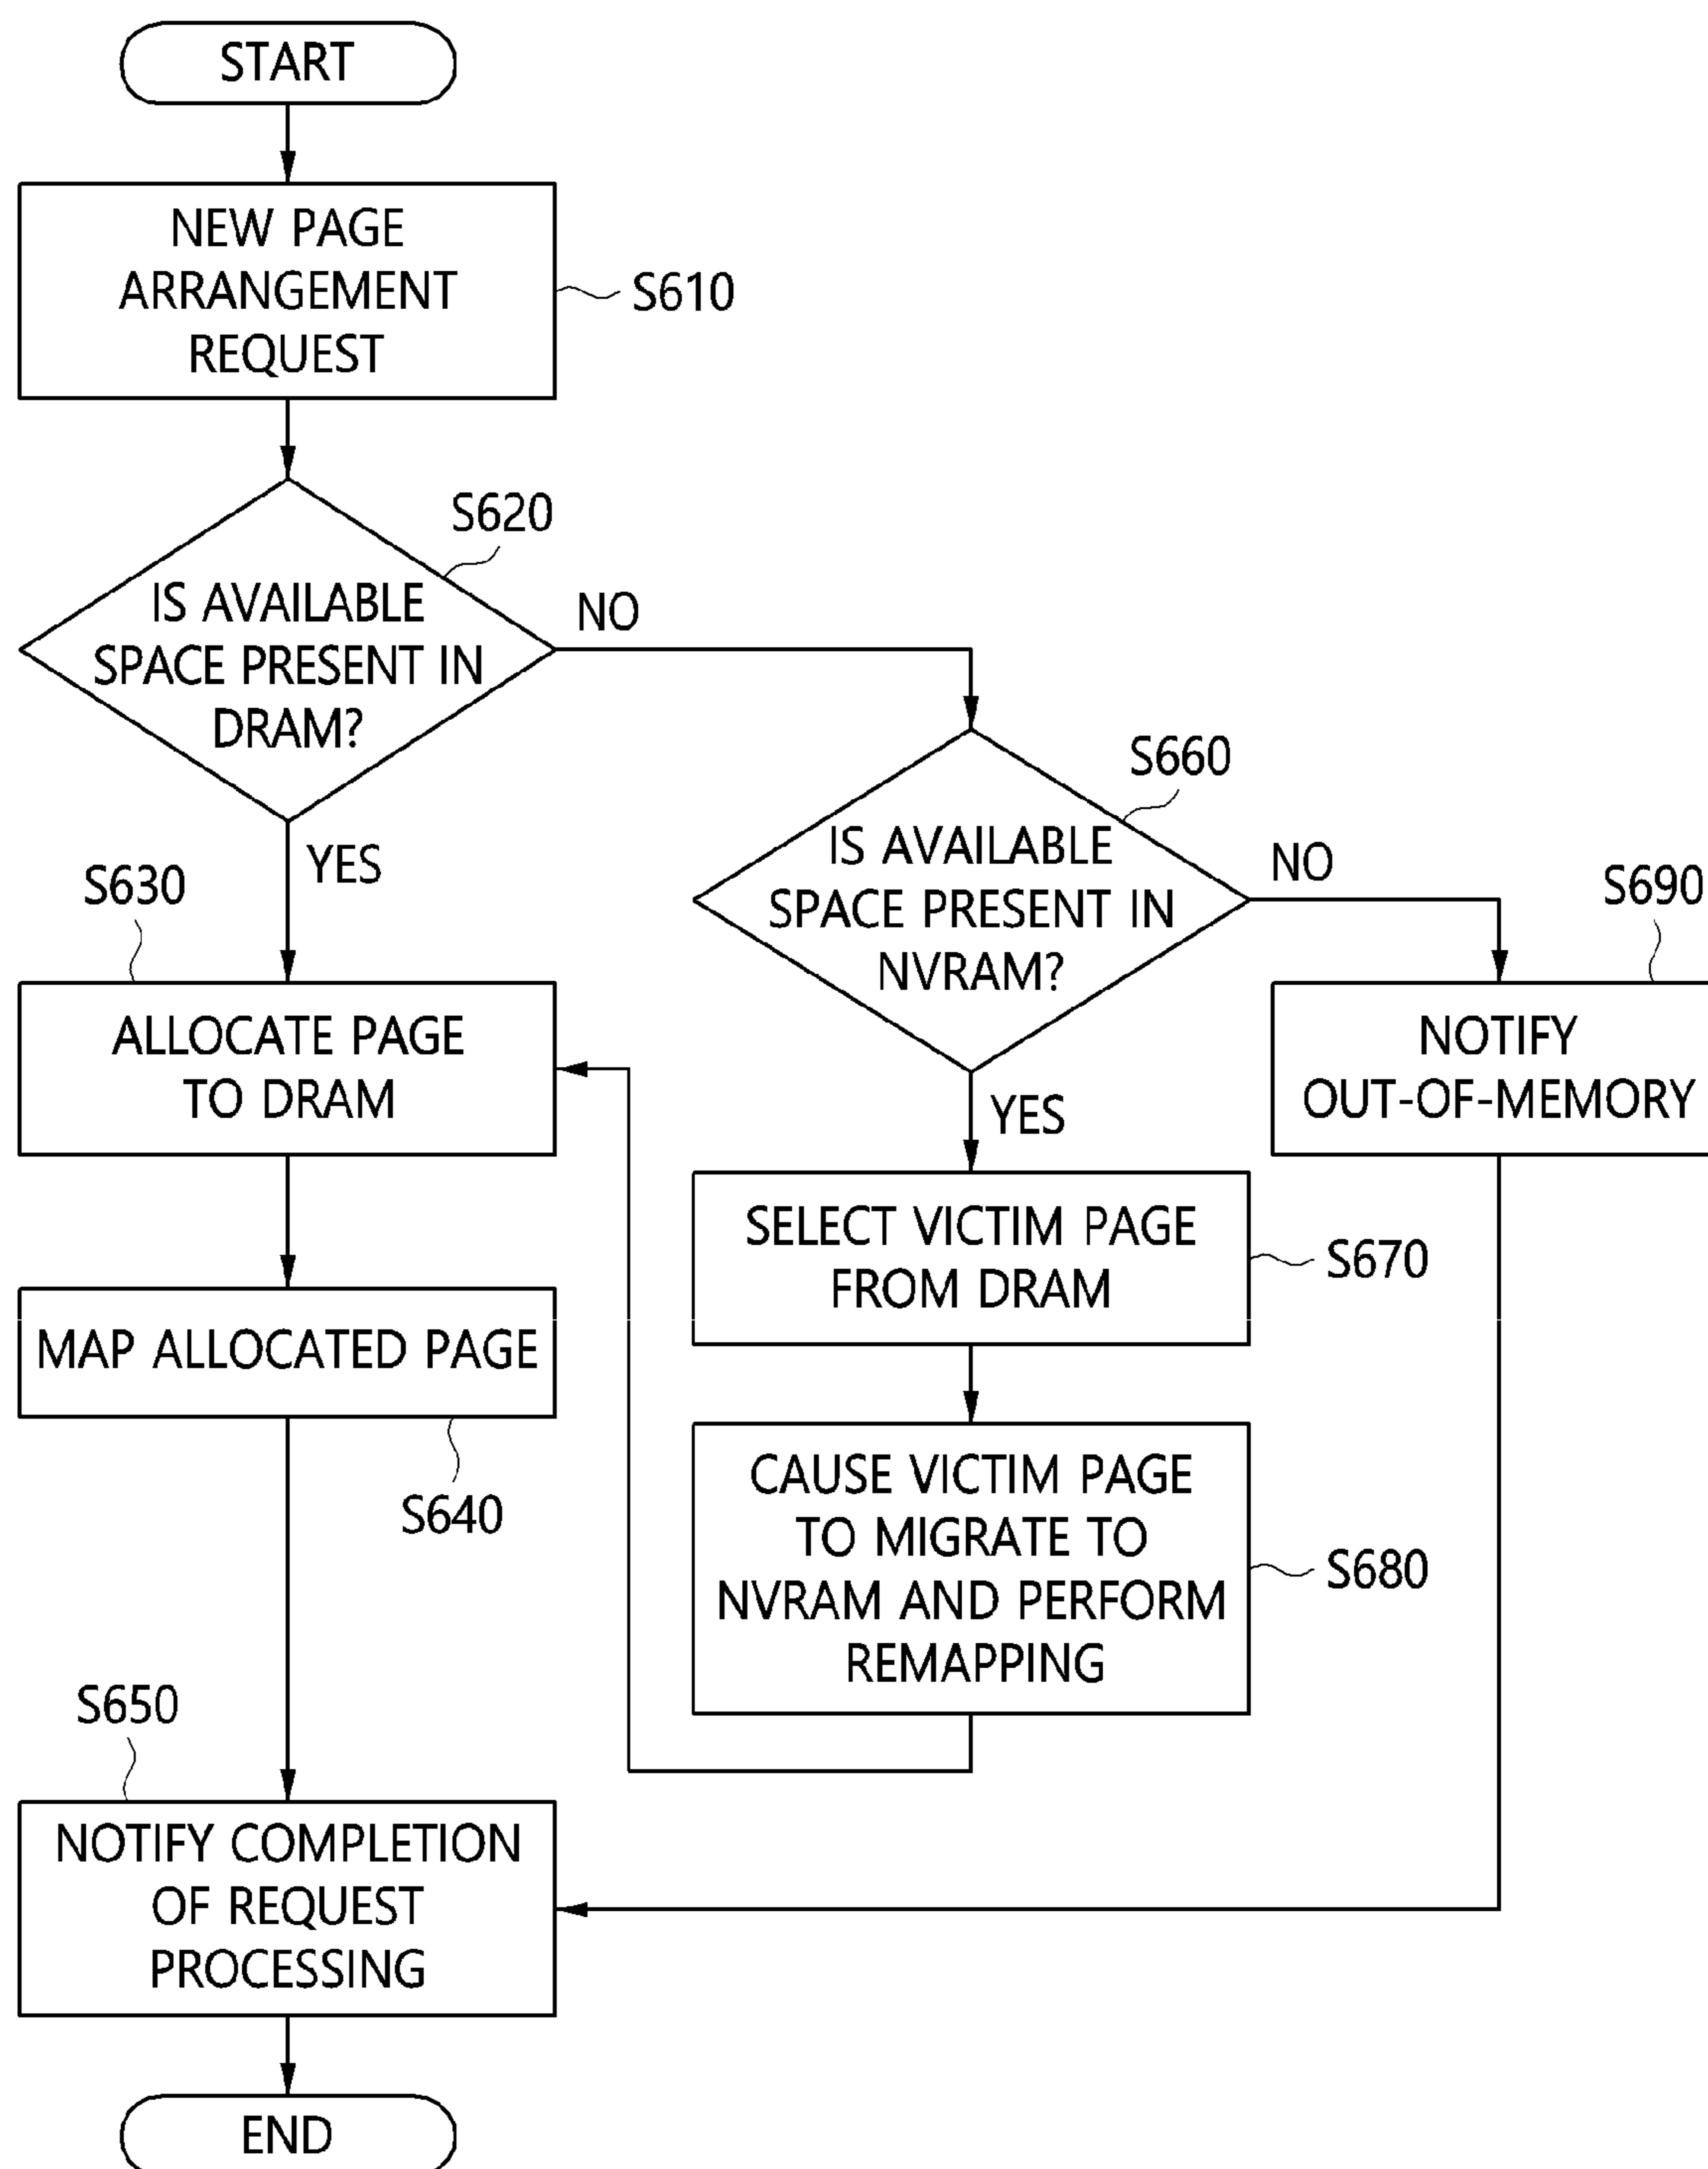 START
NEW PAGE
ARRANGEMENT
REQUEST
S610
S620
IS AVAILABLE
SPACE PRESENT IN
DRAM?
NO
YES
S630
ALLOCATE PAGE
TO DRAM
MAP ALLOCATED PAGE
S640
S650
NOTIFY COMPLETION
OF REQUEST
PROCESSING
END
S660
IS AVAILABLE
SPACE PRESENT IN
NVRAM?
NO
YES
SELECT VICTIM PAGE
FROM DRAM
S670
CAUSE VICTIM PAGE
TO MIGRATE TO
NVRAM AND PERFORM
REMAPPING
S680
S690
NOTIFY
OUT-OF-MEMORY